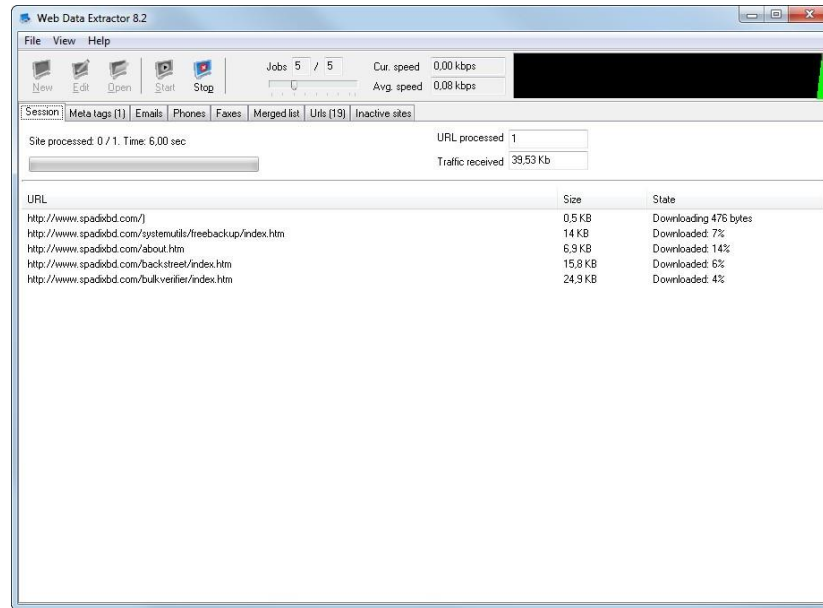 Web Data Extractor 8.2
File View Help
New Edit Open Start Stop
Jobs 5 / 5
Cur. speed 0,00 kbps
Avg. speed 0,08 kbps
Session Meta tags (1) Emails Phones Faxes Merged list Urls (19) Inactive sites
Site processed: 0 / 1. Time: 6,00 sec
URL processed 1
Traffic received 39,53 Kb
URL Size State
http://www.spadixbd.com/) 0,5 KB Downloading 476 bytes
http://www.spadixbd.com/systemutils/freebackup/index.htm 14 KB Downloaded: 7%
http://www.spadixbd.com/about.htm 6,9 KB Downloaded: 14%
http://www.spadixbd.com/backstreet/index.htm 15,8 KB Downloaded: 6%
http://www.spadixbd.com/bulkverifier/index.htm 24,9 KB Downloaded: 4%